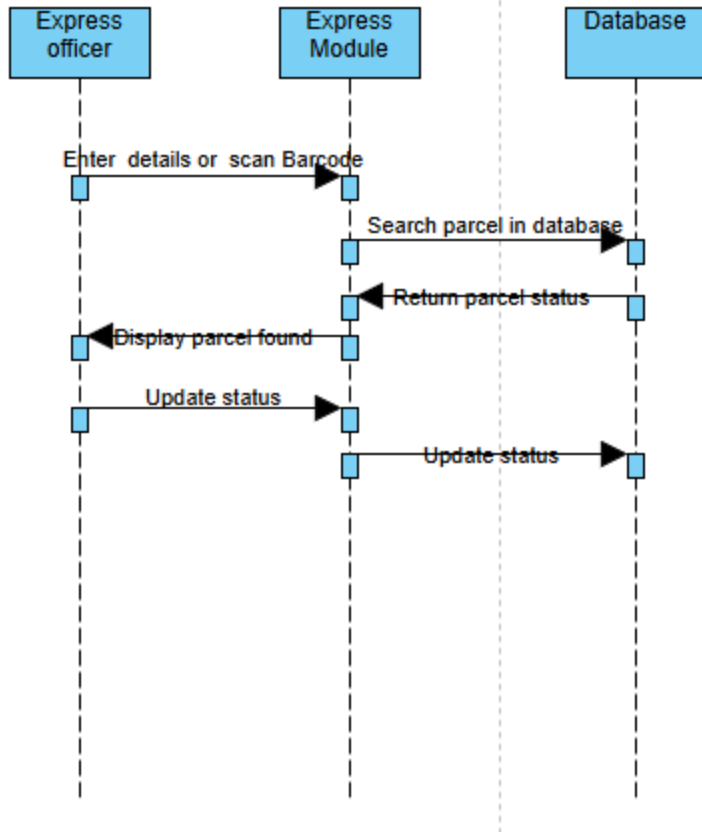 Express
officer
Express
Module
Database
Enter details or scan Barcode
Search parcel in database
Return parcel status
Display parcel found
Update status
Update status